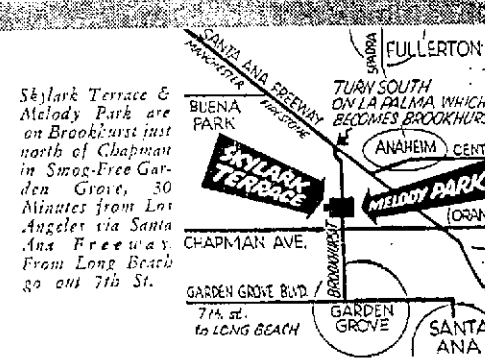 Skylark Terrace &
Melody Park are
on Brookhurst just
north of Chapman
in Smog-Free Gar-
den Grove, 30
Minutes from Los
Angeles via Santa
Ana Freeway.
From Long Beach
go out 7th St.
SANTA ANA FREEWAY
MANCHESTER
FIRESTONE
SPADRA
FULLERTON
TURN SOUTH
ON LA PALMA WHICH
BECOMES BROOKHURS
BUENA
PARK
ANAHEIM
CENT
SKYLARK
TERRACE
MELODY PARK
(ORAN
CHAPMAN AVE.
BROOKHURST
GARDEN GROVE BLVD.
7th. st.
to LONG BEACH
GARDEN
GROVE
SANTA
ANA